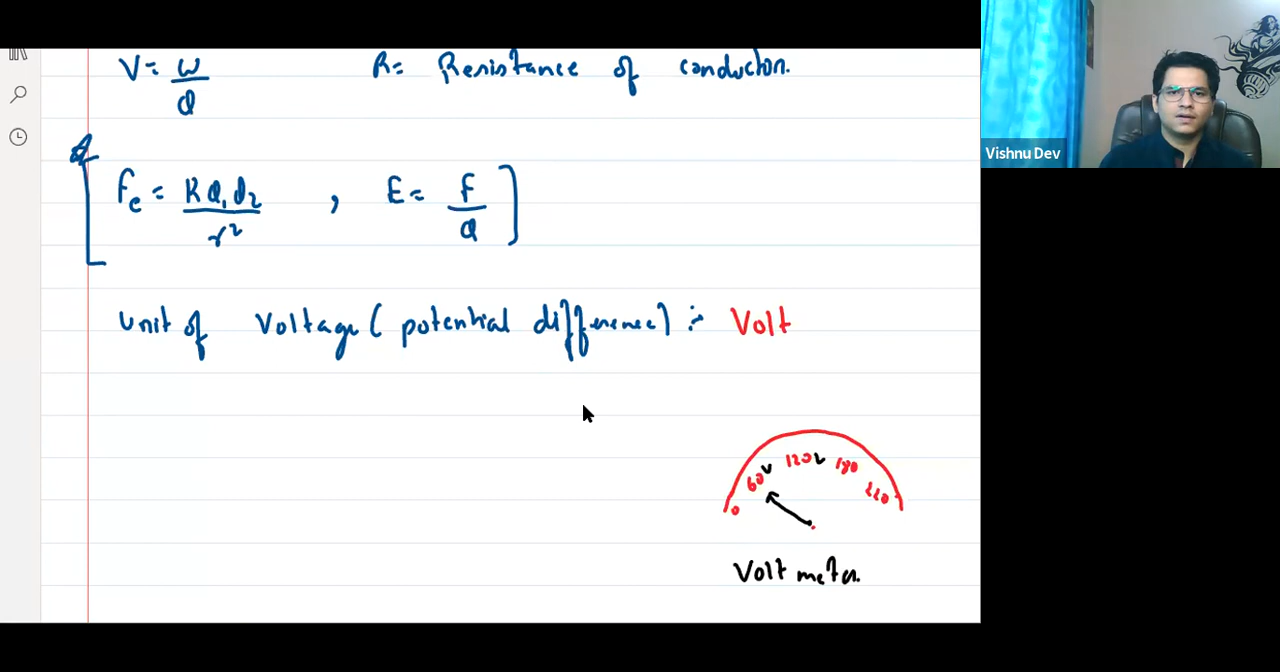 V = W/Q R = Resistance of conductor.
Fe = KQ1Q2/r² , E = F/Q
Unit of Voltage ( potential difference) :- Volt
0 60V 120V 180 220
Volt meter.
Vishnu Dev